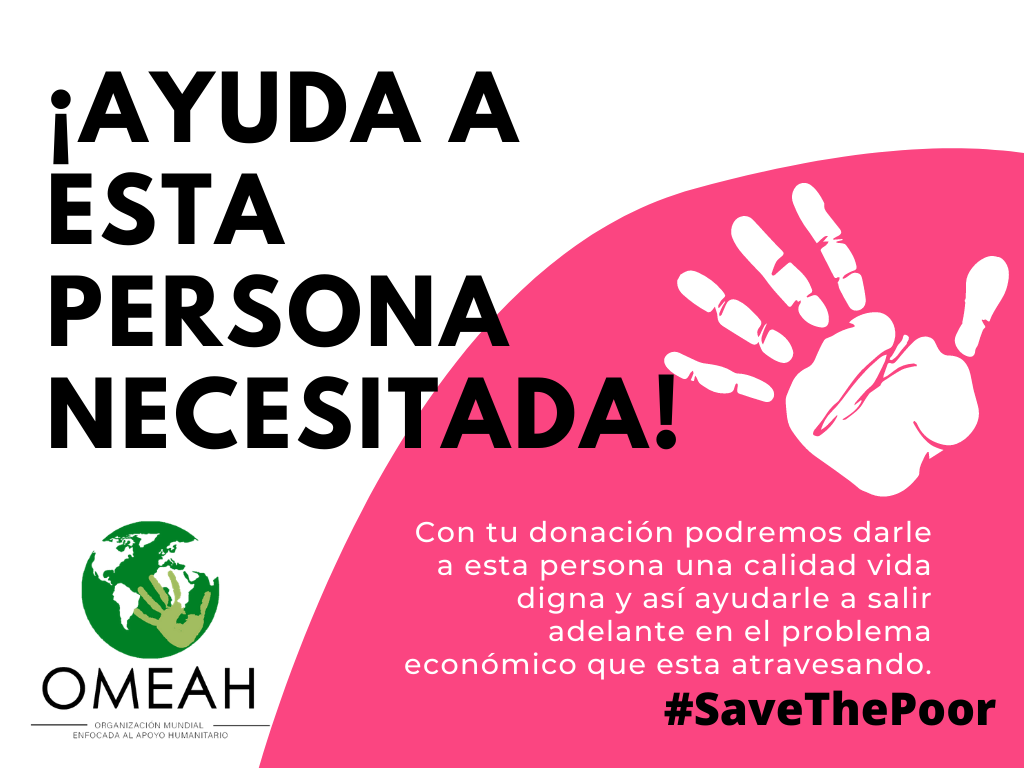 ¡AYUDA A
ESTA
PERSONA
NECESITADA!
Con tu donación podremos darle
a esta persona una calidad vida
digna y así ayudarle a salir
adelante en el problema
económico que esta atravesando.
#SaveThePoor
OMEAH
ORGANIZACIÓN MUNDIAL
ENFOCADA AL APOYO HUMANITARIO